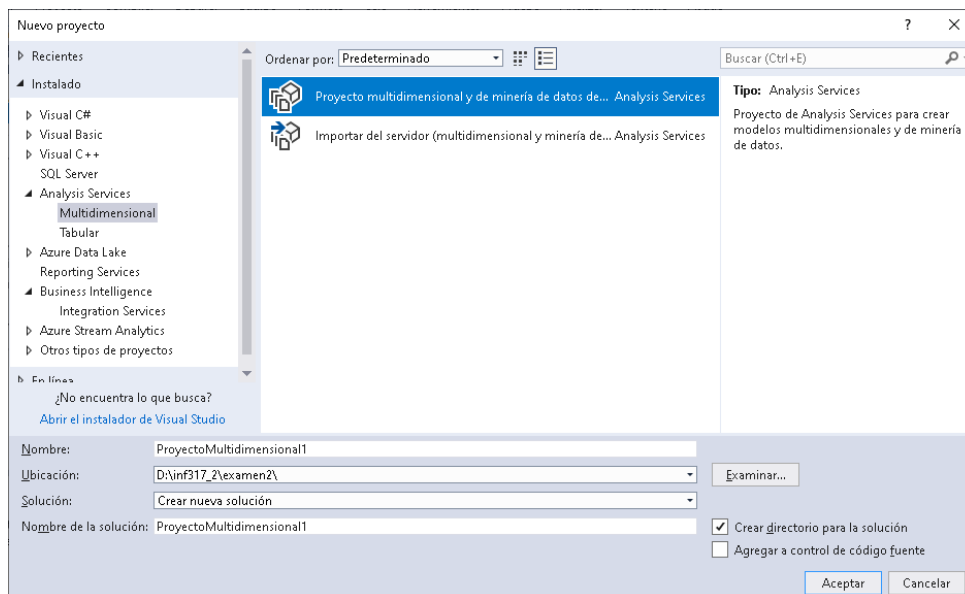 Nuevo proyecto
?
Recientes
Instalado
Visual C#
Visual Basic
Visual C++
SQL Server
Analysis Services
Multidimensional
Tabular
Azure Data Lake
Reporting Services
Business Intelligence
Integration Services
Azure Stream Analytics
Otros tipos de proyectos
En línea
¿No encuentra lo que busca?
Abrir el instalador de Visual Studio
Ordenar por: Predeterminado
Proyecto multidimensional y de minería de datos de... Analysis Services
Importar del servidor (multidimensional y minería de... Analysis Services
Buscar (Ctrl+E)
Tipo: Analysis Services
Proyecto de Analysis Services para crear
modelos multidimensionales y de minería
de datos.
Nombre: ProyectoMultidimensional1
Ubicación: D:\inf317_2\examen2\ Examinar...
Solución: Crear nueva solución
Nombre de la solución: ProyectoMultidimensional1
Crear directorio para la solución
Agregar a control de código fuente
Aceptar Cancelar